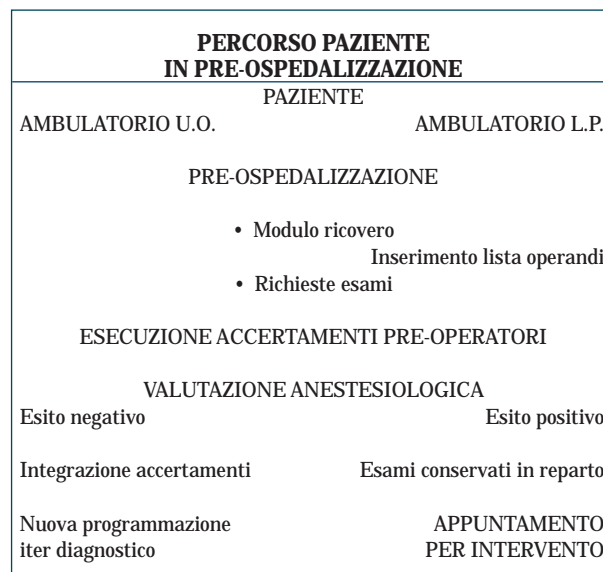 PERCORSO PAZIENTE
IN PRE-OSPEDALIZZAZIONE
PAZIENTE
AMBULATORIO U.O. AMBULATORIO L.P.
PRE-OSPEDALIZZAZIONE
• Modulo ricovero
Inserimento lista operandi
• Richieste esami
ESECUZIONE ACCERTAMENTI PRE-OPERATORI
VALUTAZIONE ANESTESIOLOGICA
Esito negativo Esito positivo
Integrazione accertamenti Esami conservati in reparto
Nuova programmazione APPUNTAMENTO
iter diagnostico PER INTERVENTO